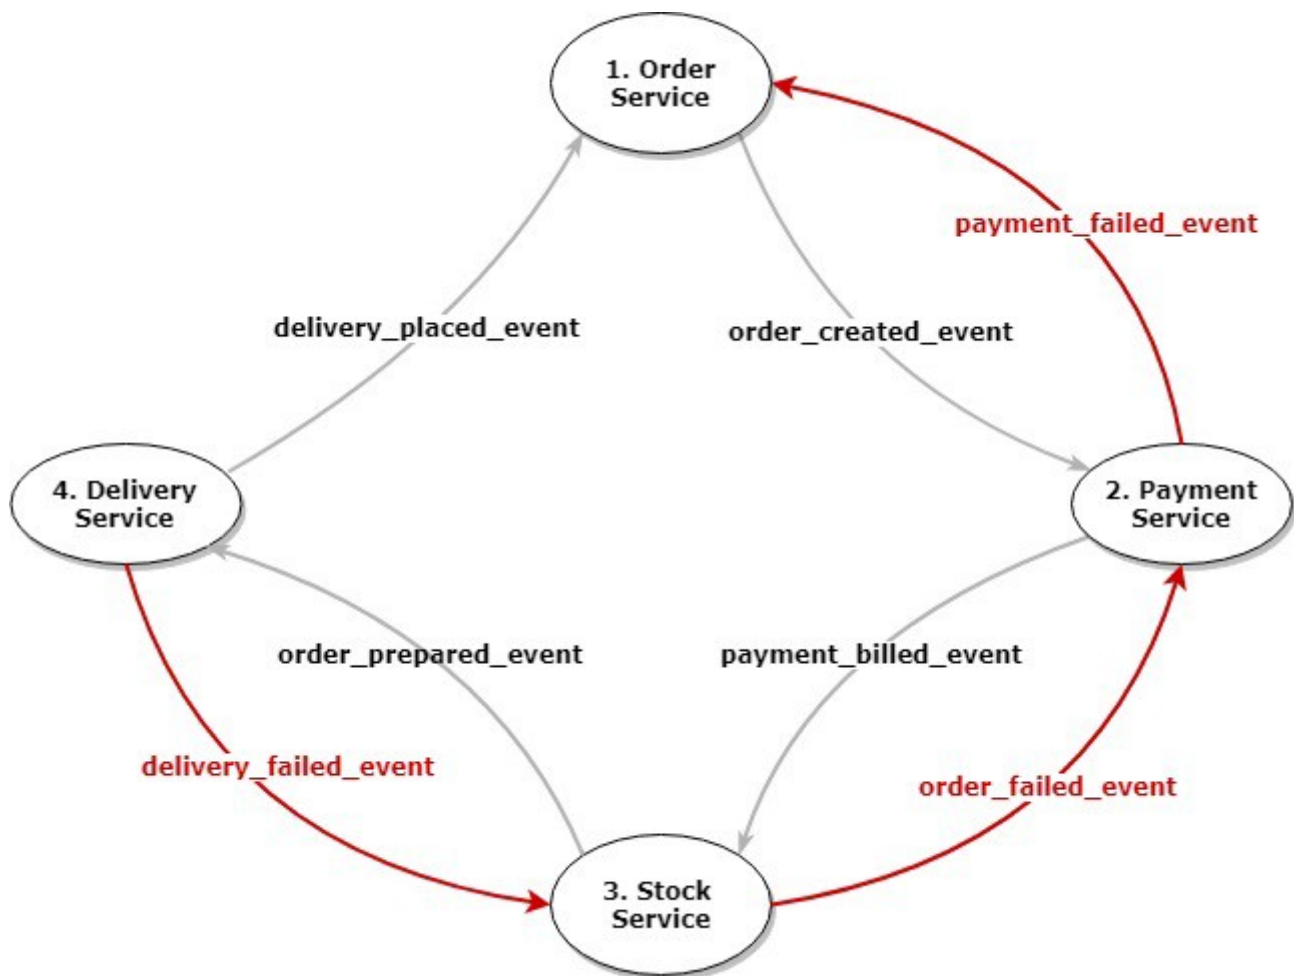 1. Order
Service
payment_failed_event
delivery_placed_event
order_created_event
4. Delivery
Service
2. Payment
Service
order_prepared_event
payment_billed_event
delivery_failed_event
order_failed_event
3. Stock
Service